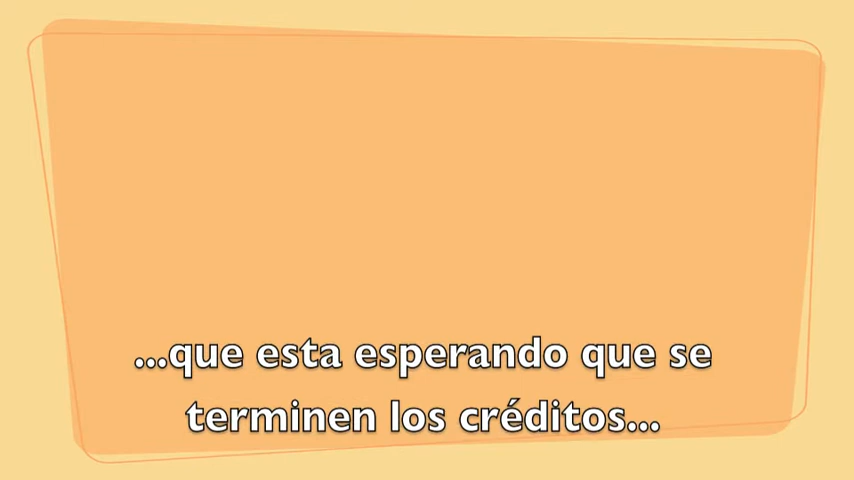 ...que esta esperando que se
terminen los créditos...